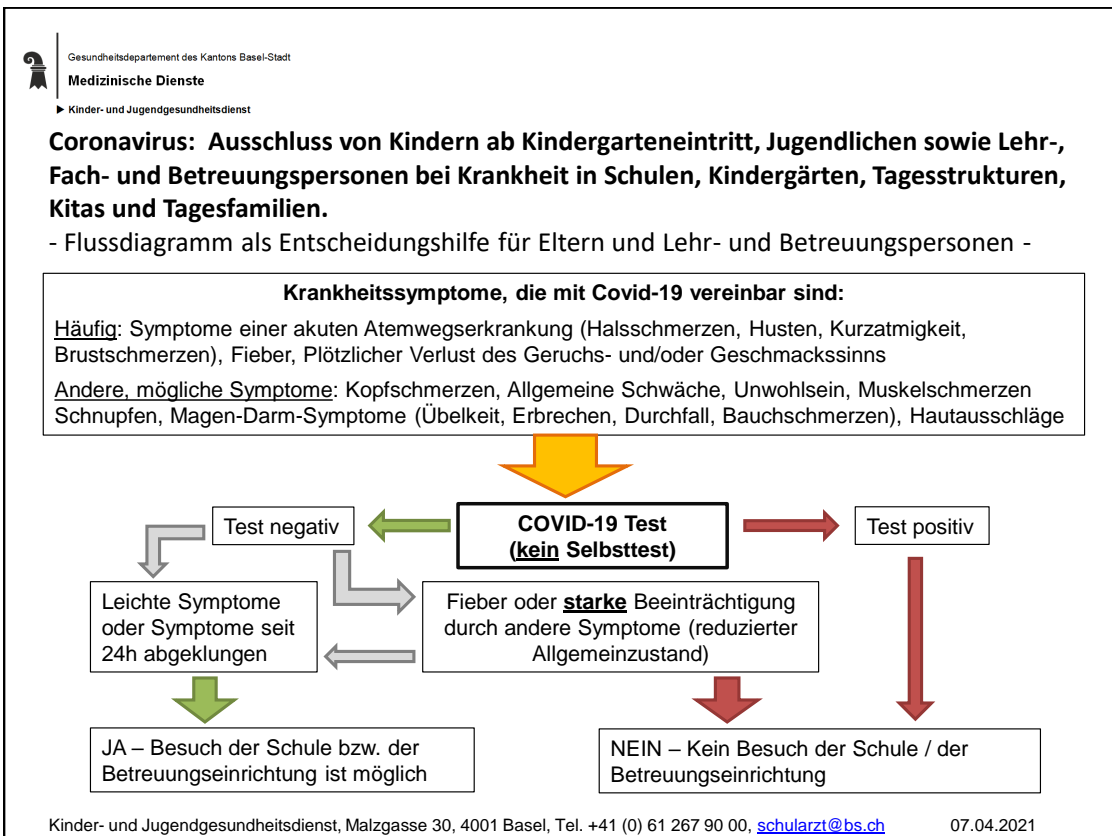 Gesundheitsdepartement des Kantons Basel-Stadt
Medizinische Dienste
▶ Kinder- und Jugendgesundheitsdienst
Coronavirus: Ausschluss von Kindern ab Kindergarteneintritt, Jugendlichen sowie Lehr-,
Fach- und Betreuungspersonen bei Krankheit in Schulen, Kindergärten, Tagesstrukturen,
Kitas und Tagesfamilien.
- Flussdiagramm als Entscheidungshilfe für Eltern und Lehr- und Betreuungspersonen -
Krankheitssymptome, die mit Covid-19 vereinbar sind:
Häufig: Symptome einer akuten Atemwegserkrankung (Halsschmerzen, Husten, Kurzatmigkeit,
Brustschmerzen), Fieber, Plötzlicher Verlust des Geruchs- und/oder Geschmackssinns
Andere, mögliche Symptome: Kopfschmerzen, Allgemeine Schwäche, Unwohlsein, Muskelschmerzen
Schnupfen, Magen-Darm-Symptome (Übelkeit, Erbrechen, Durchfall, Bauchschmerzen), Hautausschläge
Test negativ
COVID-19 Test
(kein Selbsttest)
Test positiv
Leichte Symptome
oder Symptome seit
24h abgeklungen
Fieber oder starke Beeinträchtigung
durch andere Symptome (reduzierter
Allgemeinzustand)
JA – Besuch der Schule bzw. der
Betreuungseinrichtung ist möglich
NEIN – Kein Besuch der Schule / der
Betreuungseinrichtung
Kinder- und Jugendgesundheitsdienst, Malzgasse 30, 4001 Basel, Tel. +41 (0) 61 267 90 00, schularzt@bs.ch 07.04.2021